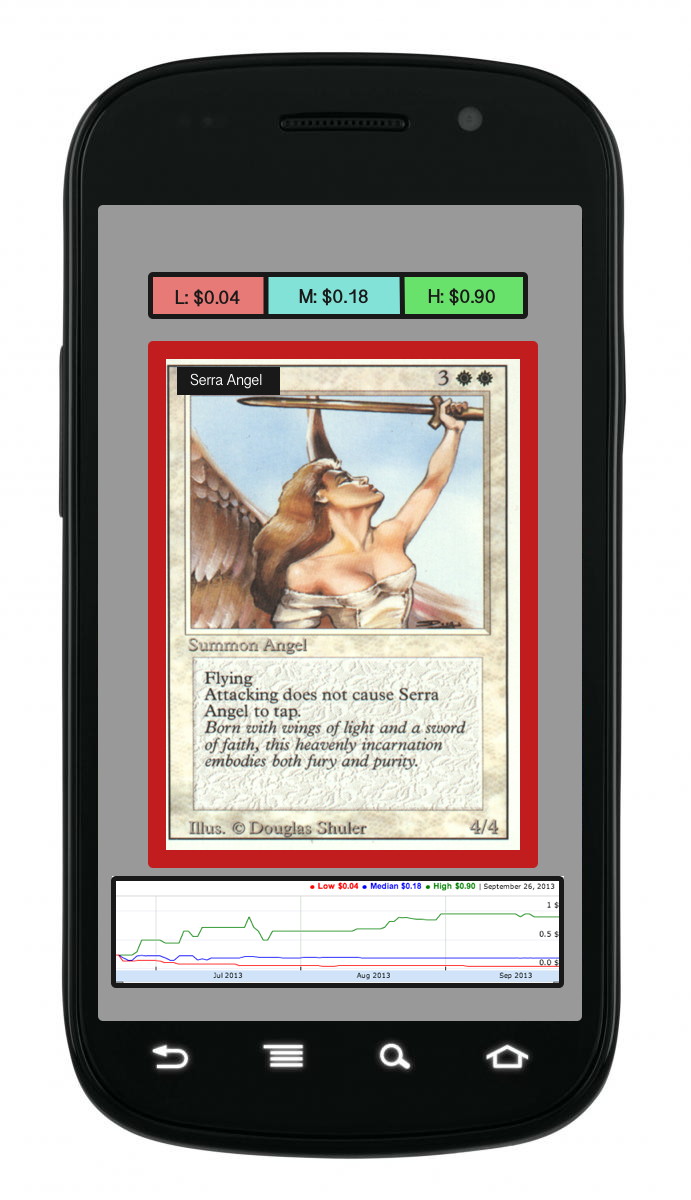 L: $0.04 M: $0.18 H: $0.90
Serra Angel 3
Summon Angel
Flying
Attacking does not cause Serra
Angel to tap.
Born with wings of light and a sword
of faith, this heavenly incarnation
embodies both fury and purity.
Illus. © Douglas Shuler 4/4
Low $0.04 Median $0.18 High $0.90 | September 26, 2013
1 $
0.5 $
0.0 $
Jul 2013 Aug 2013 Sep 2013